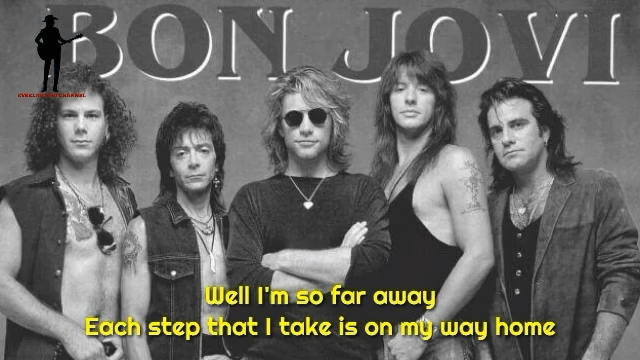 BON JOVI
Well I'm so far away
Each step that I take is on my way home